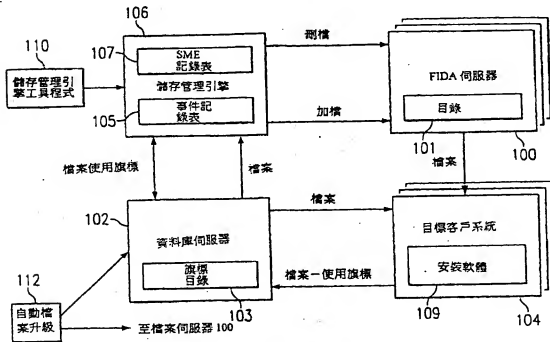 110
儲存管理引
擎工具程式
106
107
SME
記錄表
儲存管理引擎
105
事件記
錄表
刪檔
加檔
FIDA 伺服器
目錄
101
100
檔案使用旗標
檔案
檔案
102
資料庫伺服器
旗標
目錄
103
檔案
檔案－使用旗標
目標客戶系統
安裝軟體
109
104
112
自動檔
案升級
至檔案伺服器 100